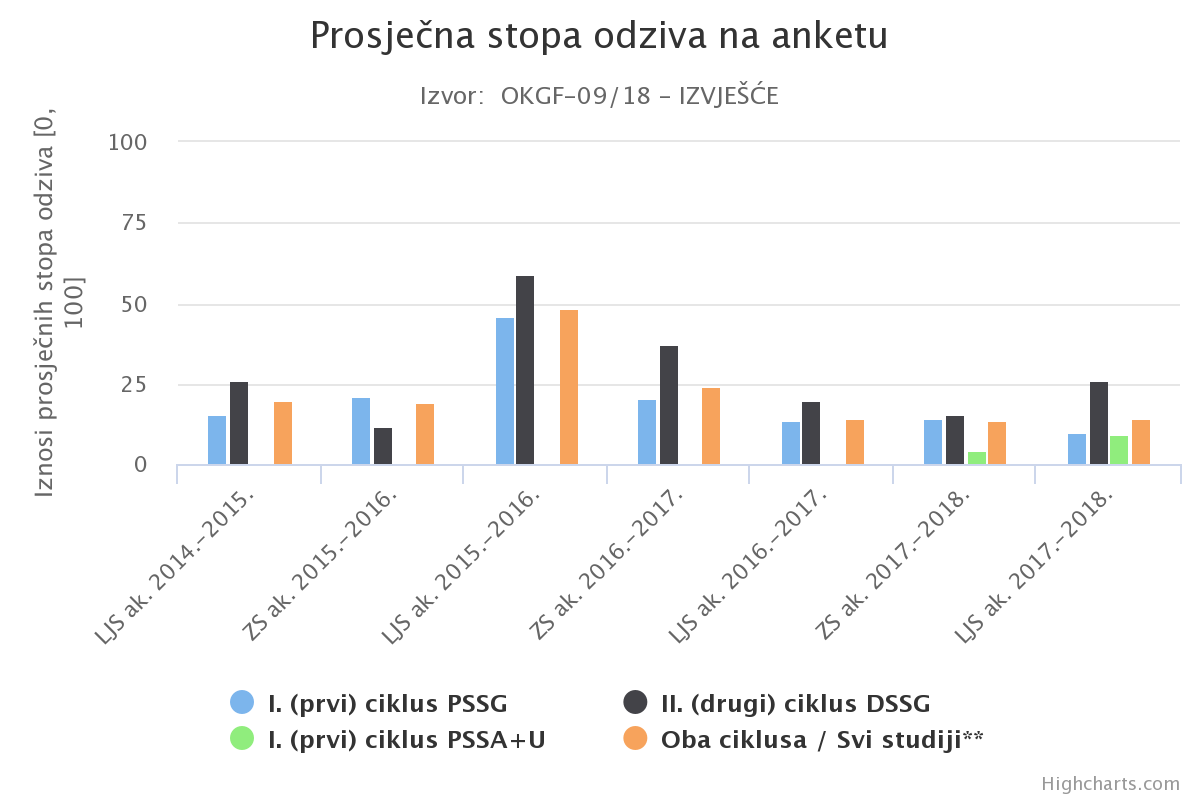 Prosječna stopa odziva na anketu
Izvor: OKGF-09/18 - IZVJEŠĆE
Iznosi prosječnih stopa odziva [0,
100]
100
75
50
25
0
LJS ak. 2014.-2015.
ZS ak. 2015.-2016.
LJS ak. 2015.-2016.
ZS ak. 2016.-2017.
LJS ak. 2016.-2017.
ZS ak. 2017.-2018.
LJS ak. 2017.-2018.
I. (prvi) ciklus PSSG
II. (drugi) ciklus DSSG
I. (prvi) ciklus PSSA+U
Oba ciklusa / Svi studiji**
Highcharts.com